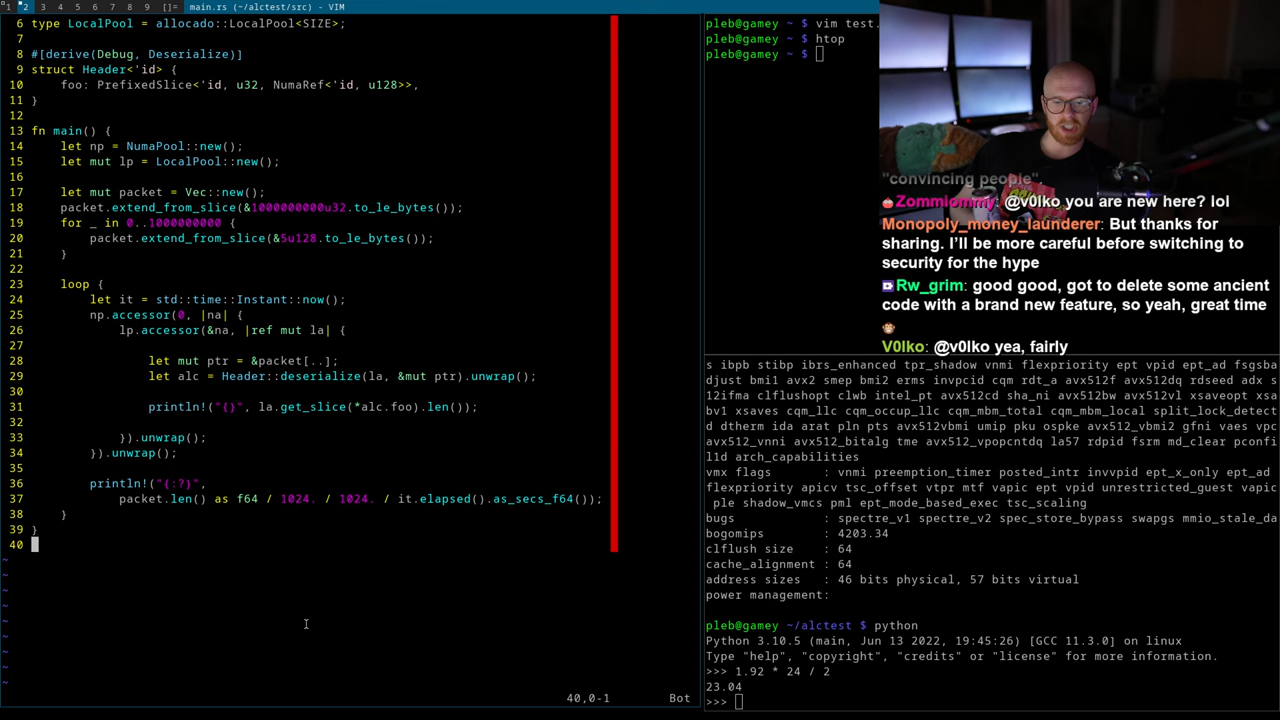 1 2 3 4 5 6 7 8 9 []= main.rs (~/alctest/src) - VIM
6 type LocalPool = allocado::LocalPool<SIZE>;
7
8 #[derive(Debug, Deserialize)]
9 struct Header<'id> {
10 foo: PrefixedSlice<'id, u32, NumaRef<'id, u128>>,
11 }
12
13 fn main() {
14 let np = NumaPool::new();
15 let mut lp = LocalPool::new();
16
17 let mut packet = Vec::new();
18 packet.extend_from_slice(&1000000000u32.to_le_bytes());
19 for _ in 0..1000000000 {
20 packet.extend_from_slice(&5u128.to_le_bytes());
21 }
22
23 loop {
24 let it = std::time::Instant::now();
25 np.accessor(0, |na| {
26 lp.accessor(&na, |ref mut la| {
27
28 let mut ptr = &packet[..];
29 let alc = Header::deserialize(la, &mut ptr).unwrap();
30
31 println!("{}", la.get_slice(*alc.foo).len());
32
33 }).unwrap();
34 }).unwrap();
35
36 println!("{:?}",
37 packet.len() as f64 / 1024. / 1024. / it.elapsed().as_secs_f64());
38 }
39 }
40
~
~
~
~
~
~
~
~
~
40,0-1 Bot
pleb@gamey ~ $ vim test.
pleb@gamey ~ $ htop
pleb@gamey ~ $
"convincing people"
Zommiommy: @v0lko you are new here? lol
Monopoly_money_launderer: But thanks for
sharing. I'll be more careful before switching to
security for the hype
Rw_grim: good good, got to delete some ancient
code with a brand new feature, so yeah, great time
V0lko: @v0lko yea, fairly
s ibpb stibp ibrs_enhanced tpr_shadow vnmi flexpriority ept vpid ept_ad fsgsba
djust bmi1 avx2 smep bmi2 erms invpcid cqm rdt_a avx512f avx512dq rdseed adx s
12ifma clflushopt clwb intel_pt avx512cd sha_ni avx512bw avx512vl xsaveopt xsa
bv1 xsaves cqm_llc cqm_occup_llc cqm_mbm_total cqm_mbm_local split_lock_detect
d dtherm ida arat pln pts avx512vbmi umip pku ospke avx512_vbmi2 gfni vaes vpc
avx512_vnni avx512_bitalg tme avx512_vpopcntdq la57 rdpid fsrm md_clear pconfi
l1d arch_capabilities
vmx flags : vnmi preemption_timer posted_intr invvpid ept_x_only ept_ad
flexpriority apicv tsc_offset vtpr mtf vapic ept vpid unrestricted_guest vapic
ple shadow_vmcs pml ept_mode_based_exec tsc_scaling
bugs : spectre_v1 spectre_v2 spec_store_bypass swapgs mmio_stale_da
bogomips : 4203.34
clflush size : 64
cache_alignment : 64
address sizes : 46 bits physical, 57 bits virtual
power management:
pleb@gamey ~/alctest $ python
Python 3.10.5 (main, Jun 13 2022, 19:45:26) [GCC 11.3.0] on linux
Type "help", "copyright", "credits" or "license" for more information.
>>> 1.92 * 24 / 2
23.04
>>>